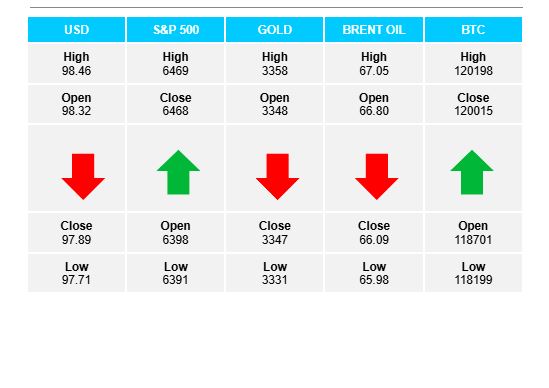 USD S&P 500 GOLD BRENT OIL BTC
High High High High High
98.46 6469 3358 67.05 120198
Open Close Open Open Close
98.32 6468 3348 66.80 120015
Close Open Close Close Open
97.89 6398 3347 66.09 118701
Low Low Low Low Low
97.71 6391 3331 65.98 118199